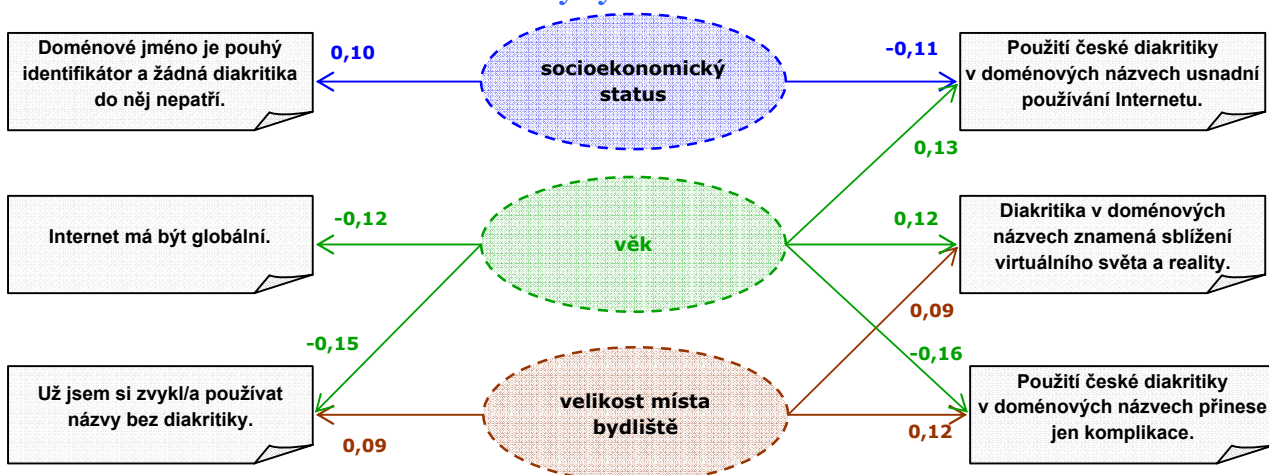 Doménové jméno je pouhý
identifikátor a žádná diakritika
do něj nepatří.
0,10
socioekonomický
status
-0,11
Použití české diakritiky
v doménových názvech usnadní
používání Internetu.
0,13
Internet má být globální.
-0,12
věk
0,12
Diakritika v doménových
názvech znamená sblížení
virtuálního světa a reality.
0,09
-0,15
-0,16
Už jsem si zvykl/a používat
názvy bez diakritiky.
0,09
velikost místa
bydliště
0,12
Použití české diakritiky
v doménových názvech přinese
jen komplikace.